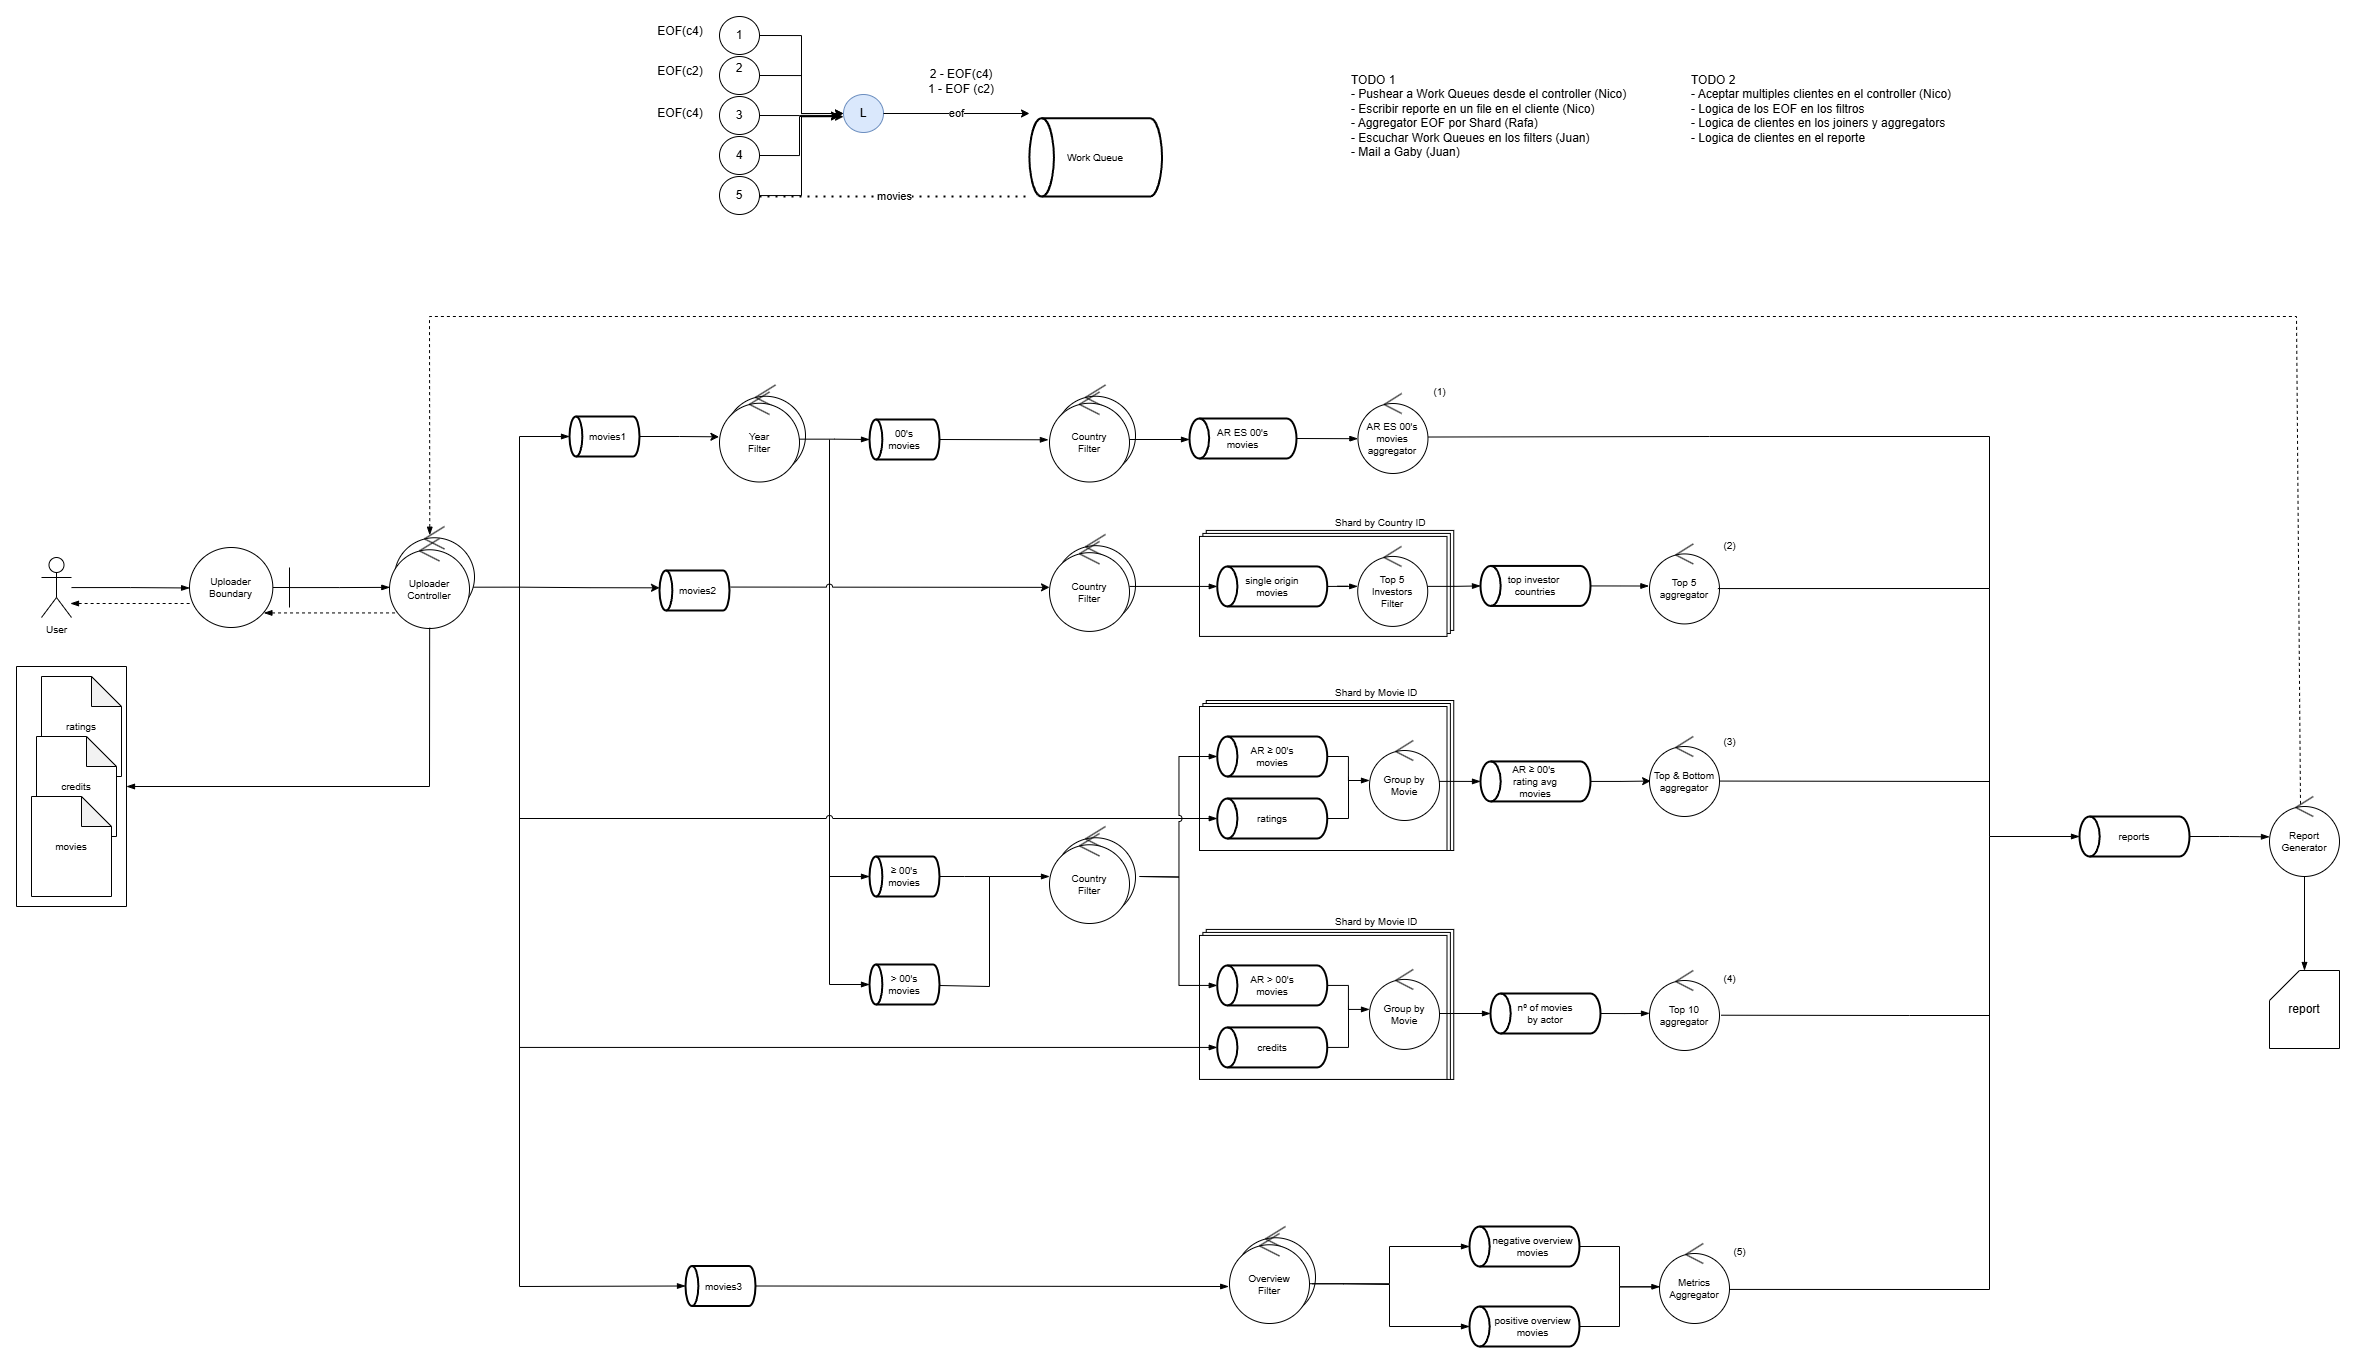 EOF(c4)
1
EOF(c2)
2
EOF(c4)
3
4
5
L
2 - EOF(c4)
1 - EOF (c2)
eof
movies
Work Queue
TODO 1
- Pushear a Work Queues desde el controller (Nico)
- Escribir reporte en un file en el cliente (Nico)
- Aggregator EOF por Shard (Rafa)
- Escuchar Work Queues en los filters (Juan)
- Mail a Gaby (Juan)
TODO 2
- Aceptar multiples clientes en el controller (Nico)
- Logica de los EOF en los filtros
- Logica de clientes en los joiners y aggregators
- Logica de clientes en el reporte
User
Uploader
Boundary
Uploader
Controller
ratings
credits
movies
movies1
Year
Filter
00's
movies
Country
Filter
AR ES 00's
movies
AR ES 00's
movies
aggregator
(1)
movies2
Country
Filter
Shard by Country ID
single origin
movies
Top 5
Investors
Filter
top investor
countries
Top 5
aggregator
(2)
Shard by Movie ID
AR ≥ 00's
movies
ratings
Group by
Movie
AR ≥ 00's
rating avg
movies
Top & Bottom
aggregator
(3)
≥ 00's
movies
> 00's
movies
Country
Filter
Shard by Movie ID
AR > 00's
movies
credits
Group by
Movie
nº of movies
by actor
Top 10
aggregator
(4)
movies3
Overview
Filter
negative overview
movies
positive overview
movies
Metrics
Aggregator
(5)
reports
Report
Generator
report